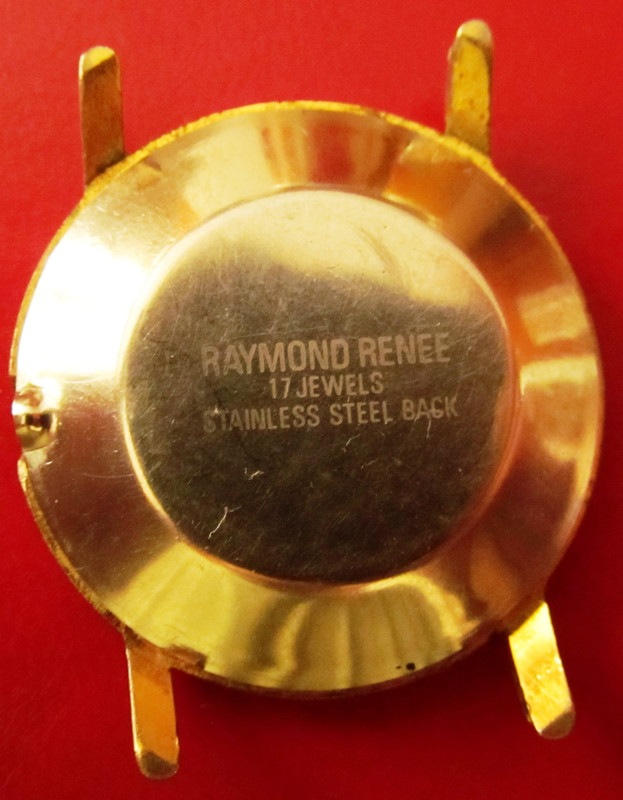 RAYMOND RENEE
17 JEWELS
STAINLESS STEEL BACK